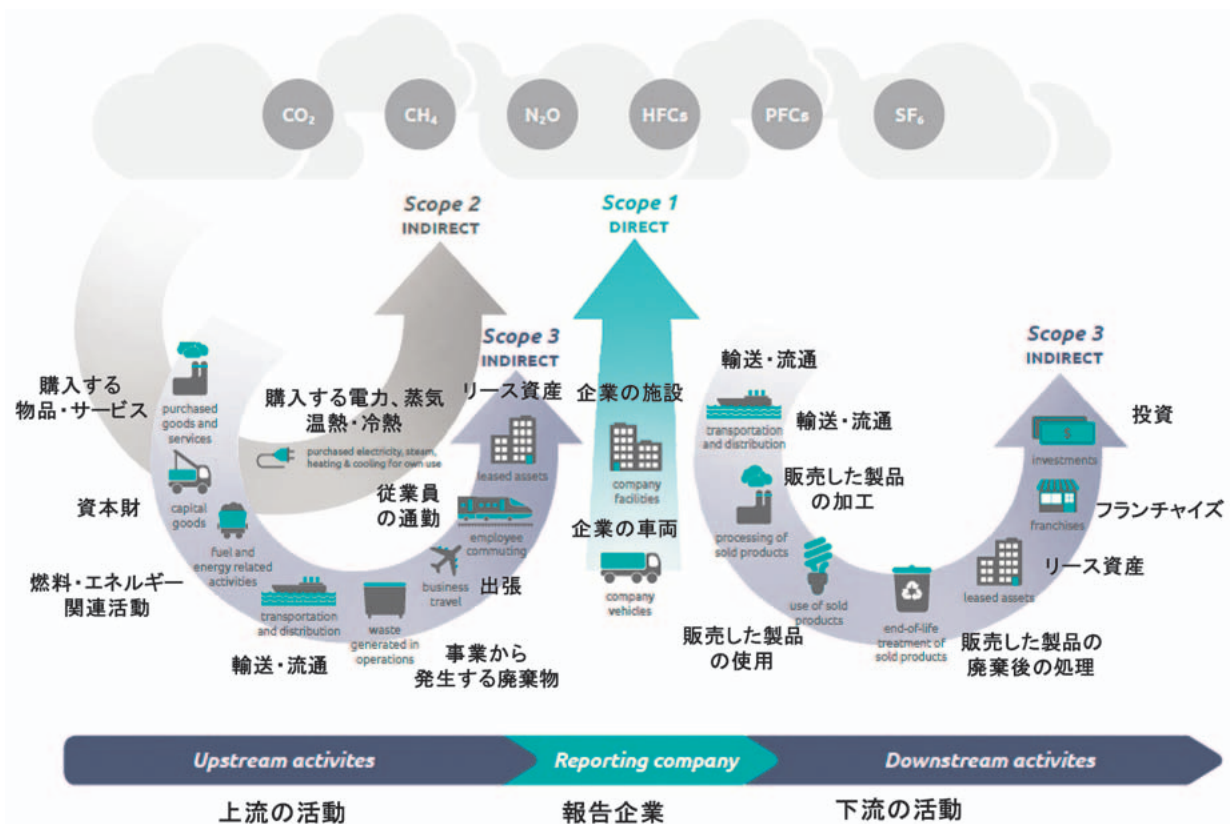 CO₂
CH₄
N₂O
HFCs
PFCs
SF₆
Scope 2
INDIRECT
Scope 1
DIRECT
Scope 3
INDIRECT
Scope 3
INDIRECT
購入する
物品・サービス
purchased
goods and
services
資本財
capital
goods
燃料・エネルギー
関連活動
fuel and
energy related
activities
購入する電力、蒸気
温熱・冷熱
purchased electricity, steam,
heating & cooling for own use
transportation
and distribution
輸送・流通
waste
generated in
operations
事業から
発生する廃棄物
business
travel
出張
従業員
の通勤
employee
commuting
リース資産
leased assets
企業の施設
company
facilities
企業の車両
company
vehicles
輸送・流通
transportation
and distribution
輸送・流通
販売した製品
の加工
processing of
sold products
use of sold
products
販売した製品
の使用
end-of-life
treatment of
sold products
販売した製品の
廃棄後の処理
leased assets
リース資産
franchises
フランチャイズ
investments
投資
$
Upstream activites
Reporting company
Downstream activites
上流の活動
報告企業
下流の活動